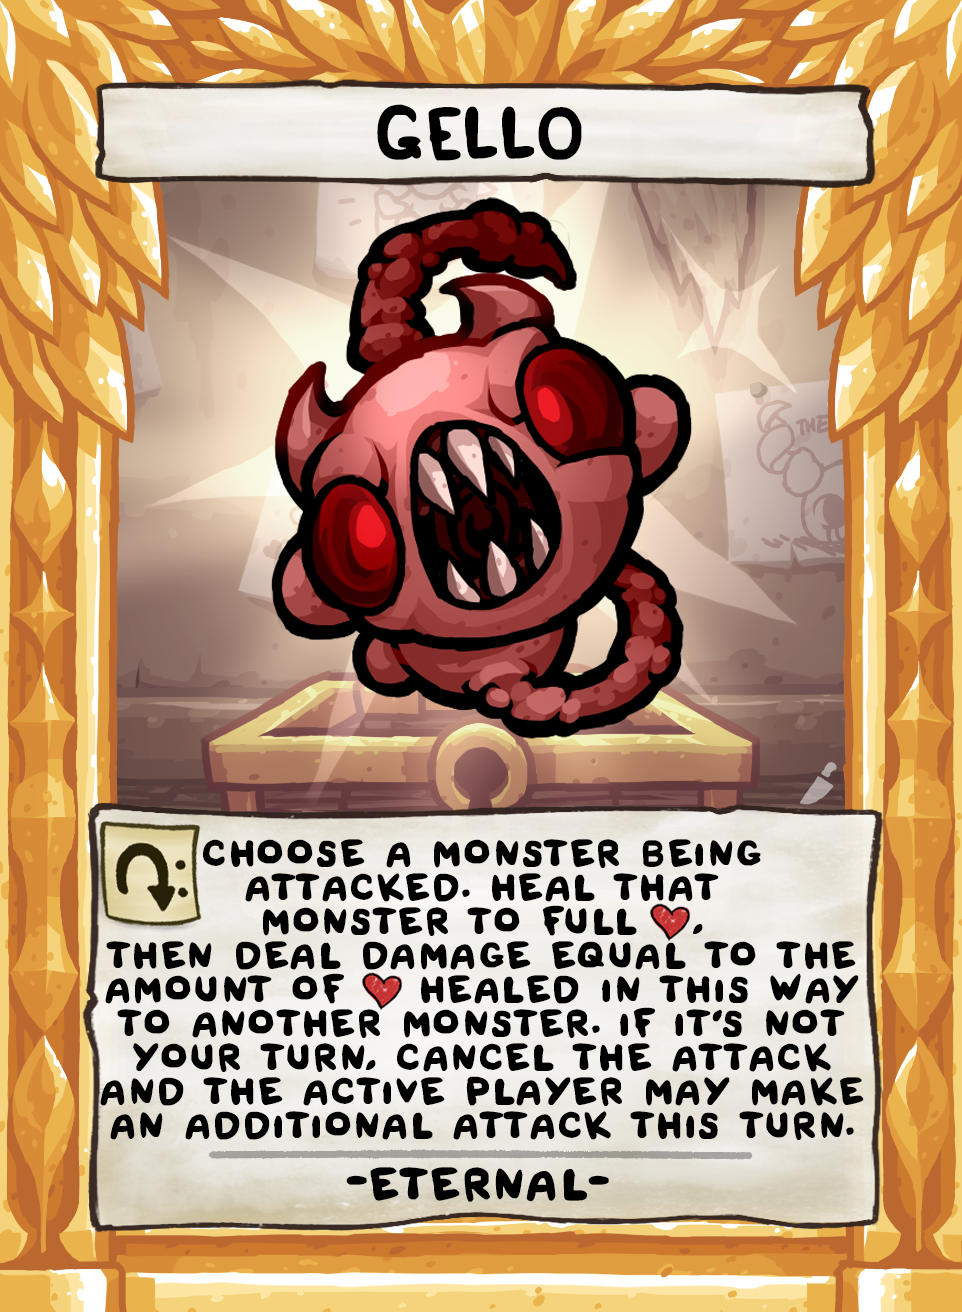 GELLO
THE
CHOOSE A MONSTER BEING
ATTACKED. HEAL THAT
MONSTER TO FULL ❤.
THEN DEAL DAMAGE EQUAL TO THE
AMOUNT OF ❤ HEALED IN THIS WAY
TO ANOTHER MONSTER. IF IT'S NOT
YOUR TURN, CANCEL THE ATTACK
AND THE ACTIVE PLAYER MAY MAKE
AN ADDITIONAL ATTACK THIS TURN.
-ETERNAL-